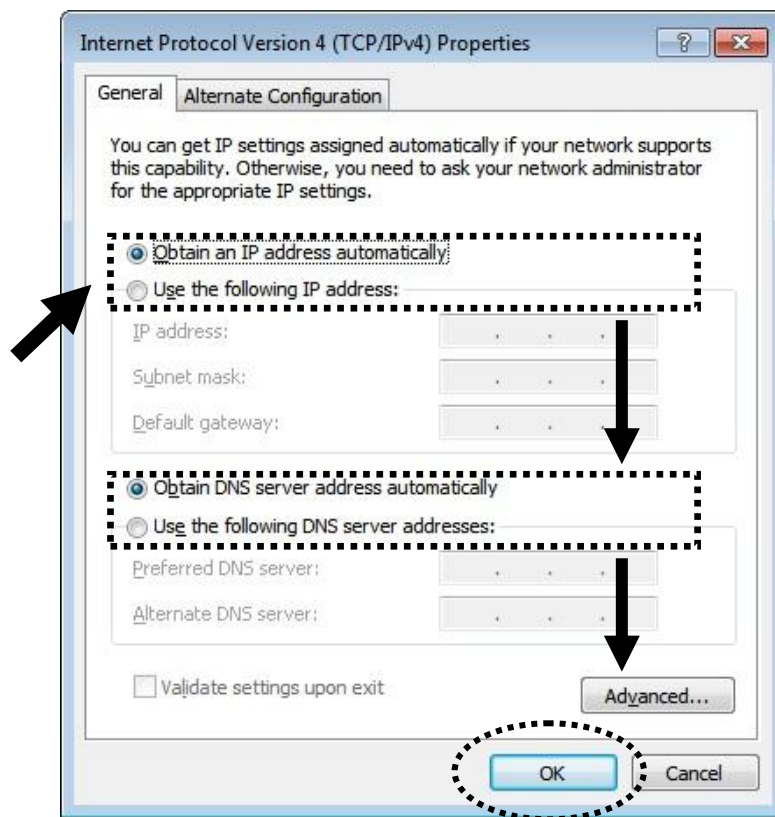 Internet Protocol Version 4 (TCP/IPv4) Properties
?
General
Alternate Configuration
You can get IP settings assigned automatically if your network supports
this capability. Otherwise, you need to ask your network administrator
for the appropriate IP settings.
Obtain an IP address automatically
Use the following IP address:
IP address:
Subnet mask:
Default gateway:
Obtain DNS server address automatically
Use the following DNS server addresses:
Preferred DNS server:
Alternate DNS server:
Validate settings upon exit
Advanced...
OK
Cancel